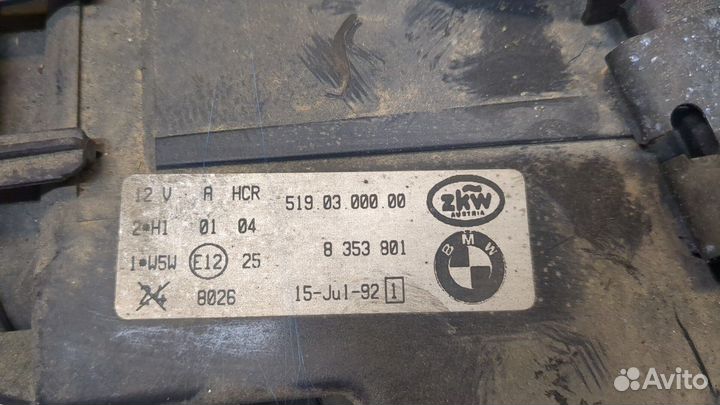 12 V A HCR 519.03.000.00
2*H1 01 04
zkw
AUSTRIA
1*W5W E12 25 8 353 801
BMW
24 8026 15-Jul-92 1
Avito